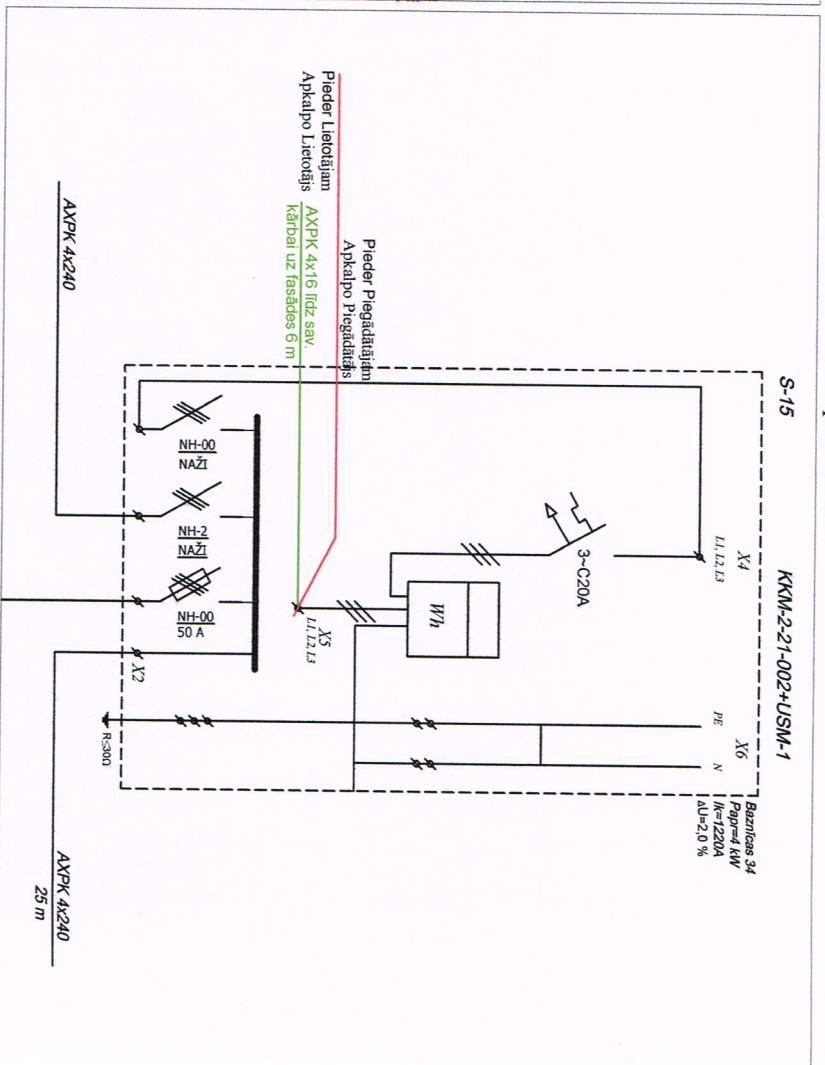 S-15
KKM-2-21-002+USM-1
Baznīcas 34
Papr=4 kW
Ik=1220A
ΔU=2,0 %
X4
L1, L2, L3
X6
PE
N
3~C20A
Wh
X5
L1, L2, L3
Pieder Lietotājam
Apkalpo Lietotājs
Pieder Piegādātājam
Apkalpo Piegādātājs
AXPK 4x16 līdz sav.
kārbai uz fasādes 6 m
NH-00
NAŽI
NH-2
NAŽI
NH-00
50 A
X2
R≤30Ω
AXPK 4x240
AXPK 4x240
25 m